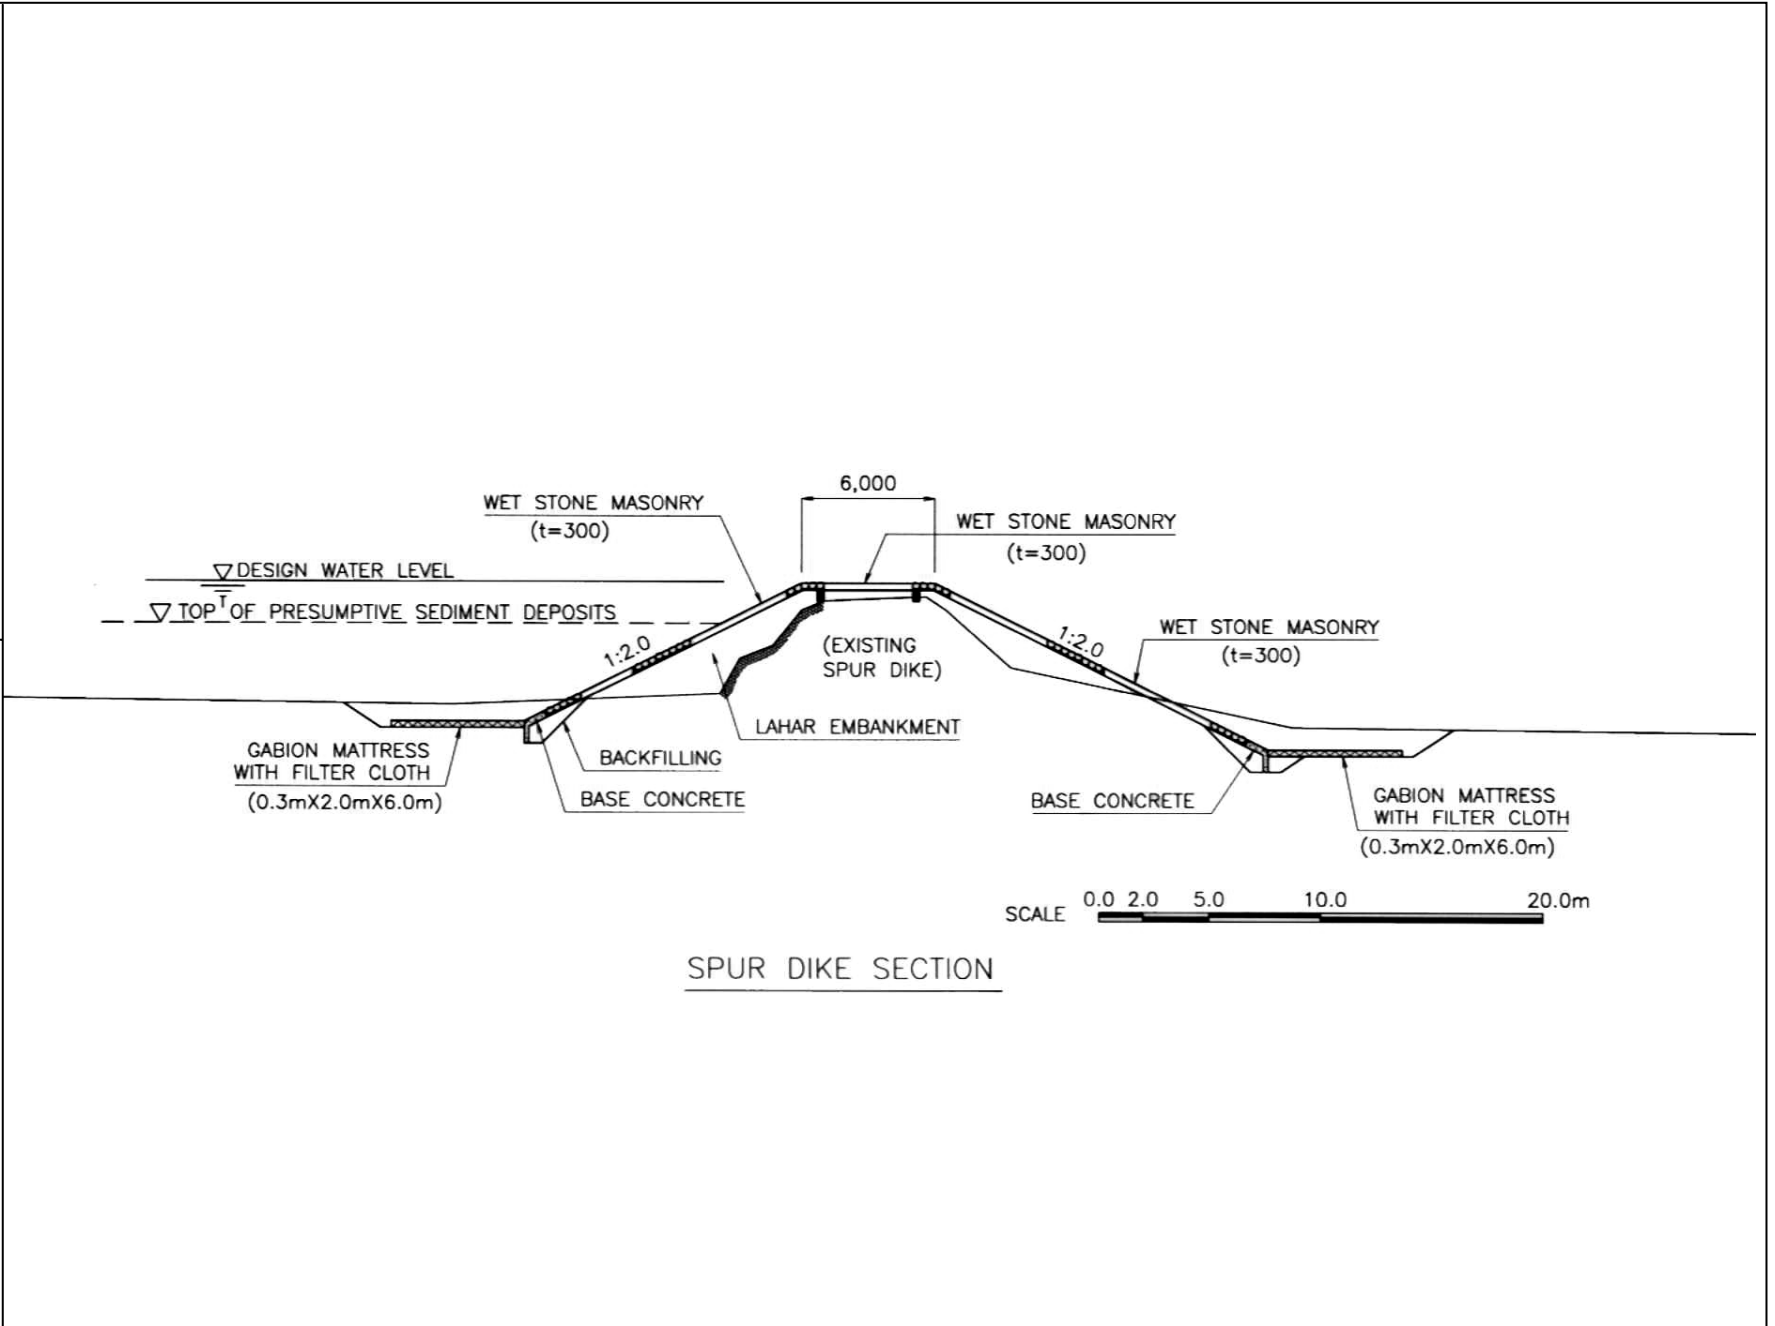 6,000
WET STONE MASONRY
(t=300)
WET STONE MASONRY
(t=300)
DESIGN WATER LEVEL
TOP OF PRESUMPTIVE SEDIMENT DEPOSITS
1:2.0
(EXISTING
SPUR DIKE)
1:2.0
WET STONE MASONRY
(t=300)
LAHAR EMBANKMENT
GABION MATTRESS
WITH FILTER CLOTH
(0.3mX2.0mX6.0m)
BACKFILLING
BASE CONCRETE
BASE CONCRETE
GABION MATTRESS
WITH FILTER CLOTH
(0.3mX2.0mX6.0m)
SCALE 0.0 2.0 5.0 10.0 20.0m
SPUR DIKE SECTION